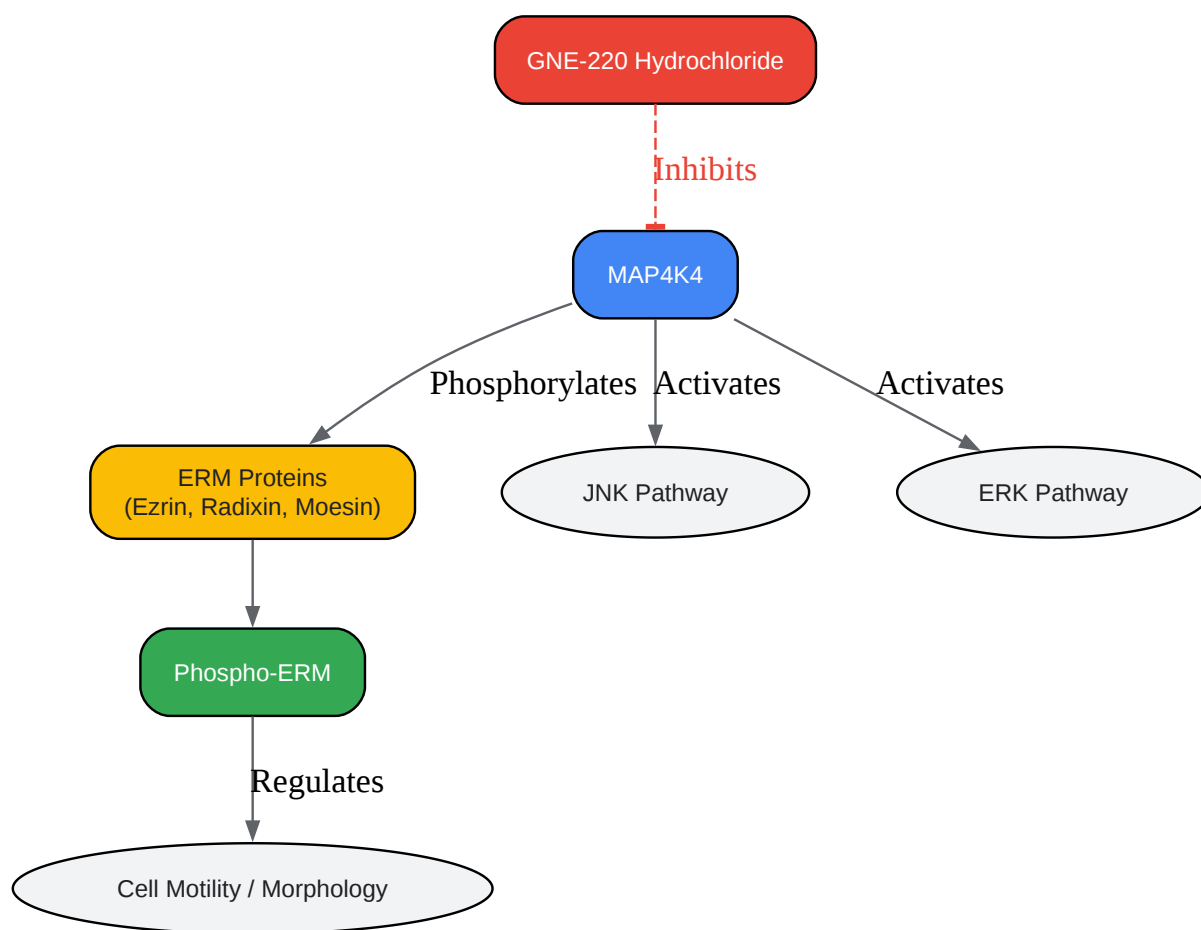 GNE-220 Hydrochloride
Inhibits
MAP4K4
Phosphorylates
Activates
Activates
ERM Proteins
(Ezrin, Radixin, Moesin)
JNK Pathway
ERK Pathway
Phospho-ERM
Regulates
Cell Motility / Morphology